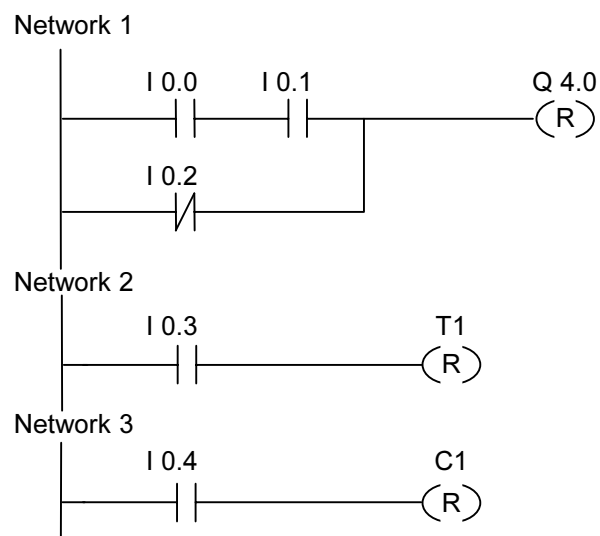 Network 1
I 0.0 I 0.1 Q 4.0
R
I 0.2
Network 2
I 0.3 T1
R
Network 3
I 0.4 C1
R